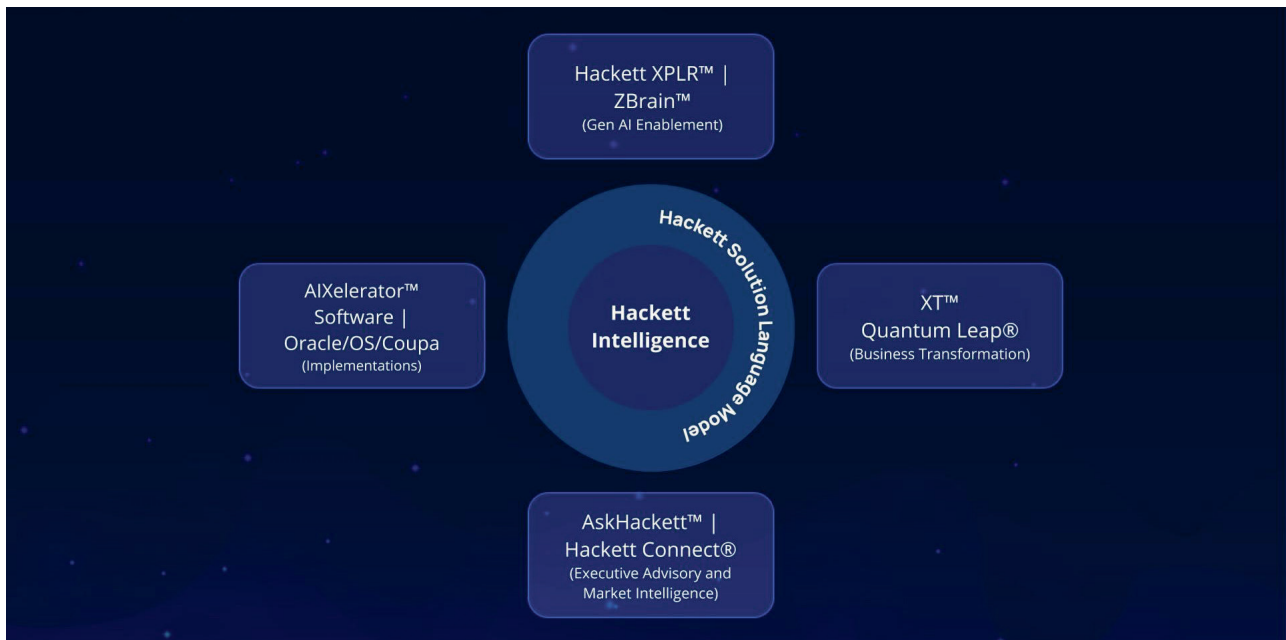 Hackett XPLR™ |
ZBrain™
(Gen AI Enablement)
AIXelerator™
Software |
Oracle/OS/Coupa
(Implementations)
Hackett Solution Language Model
Hackett
Intelligence
XT™
Quantum Leap®
(Business Transformation)
AskHackett™ |
Hackett Connect®
(Executive Advisory and
Market Intelligence)